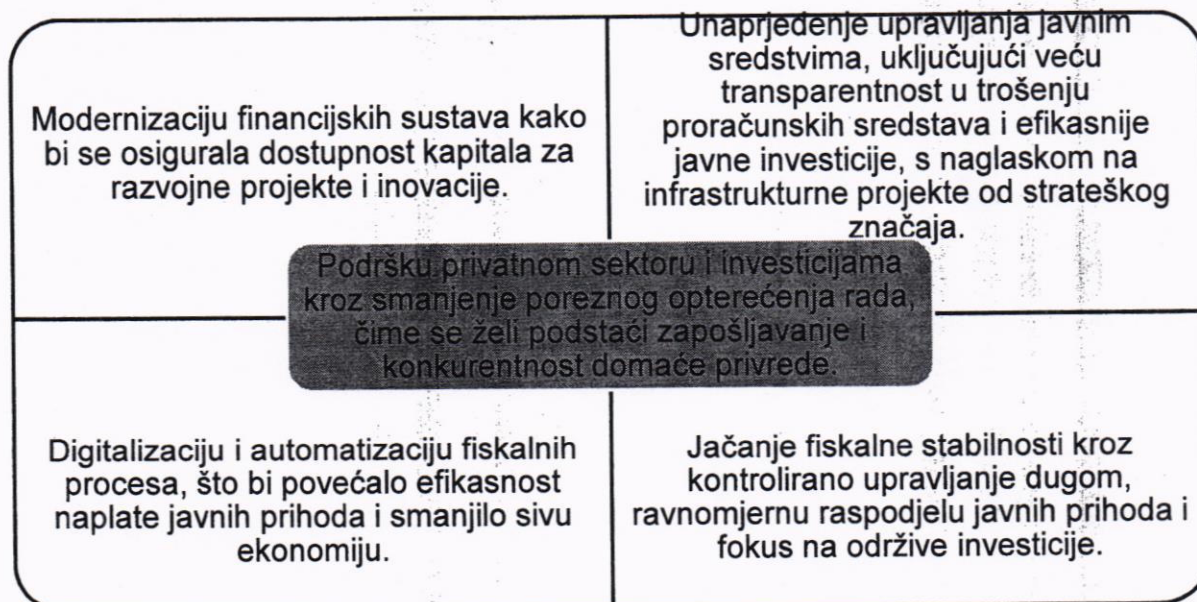 Modernizaciju financijskih sustava kako
bi se osigurala dostupnost kapitala za
razvojne projekte i inovacije.
Unaprjeđenje upravljanja javnim
sredstvima, uključujući veću
transparentnost u trošenju
proračunskih sredstava i efikasnije
javne investicije, s naglaskom na
infrastrukturne projekte od strateškog
značaja.
Podršku privatnom sektoru i investicijama
kroz smanjenje poreznog opterećenja rada,
čime se želi podstaći zapošljavanje i
konkurentnost domaće privrede.
Digitalizaciju i automatizaciju fiskalnih
procesa, što bi povećalo efikasnost
naplate javnih prihoda i smanjilo sivu
ekonomiju.
Jačanje fiskalne stabilnosti kroz
kontrolirano upravljanje dugom,
ravnomjernu raspodjelu javnih prihoda i
fokus na održive investicije.